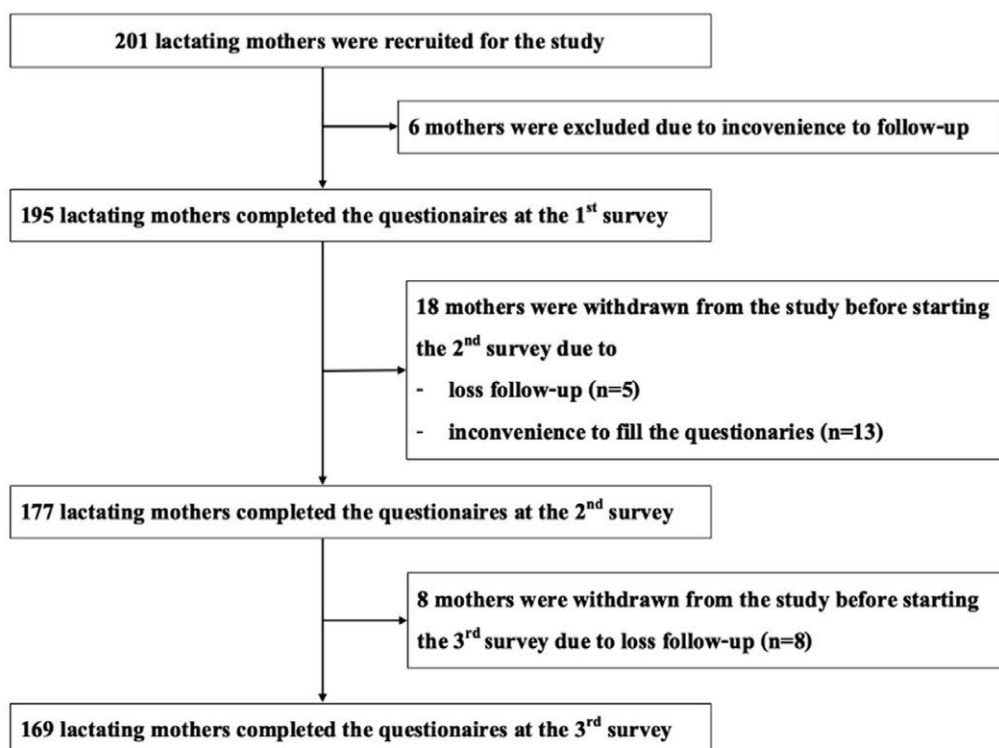 201 lactating mothers were recruited for the study
6 mothers were excluded due to incovenience to follow-up
195 lactating mothers completed the questionaires at the 1st survey
18 mothers were withdrawn from the study before starting
the 2nd survey due to
- loss follow-up (n=5)
- inconvenience to fill the questionaries (n=13)
177 lactating mothers completed the questionaires at the 2nd survey
8 mothers were withdrawn from the study before starting
the 3rd survey due to loss follow-up (n=8)
169 lactating mothers completed the questionaires at the 3rd survey